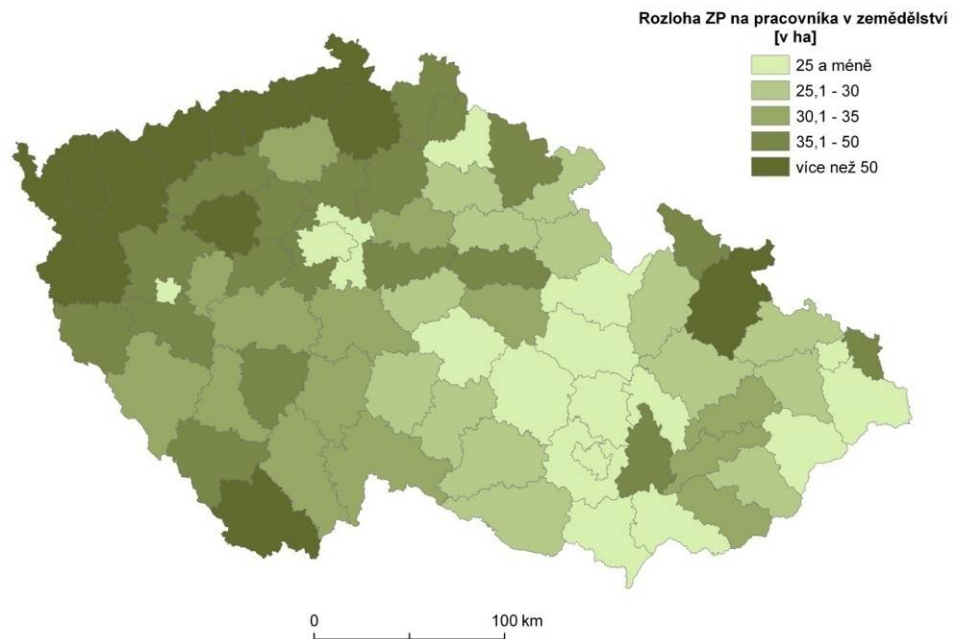 Rozloha ZP na pracovníka v zemědělství
[v ha]
25 a méně
25,1 - 30
30,1 - 35
35,1 - 50
více než 50
0 100 km